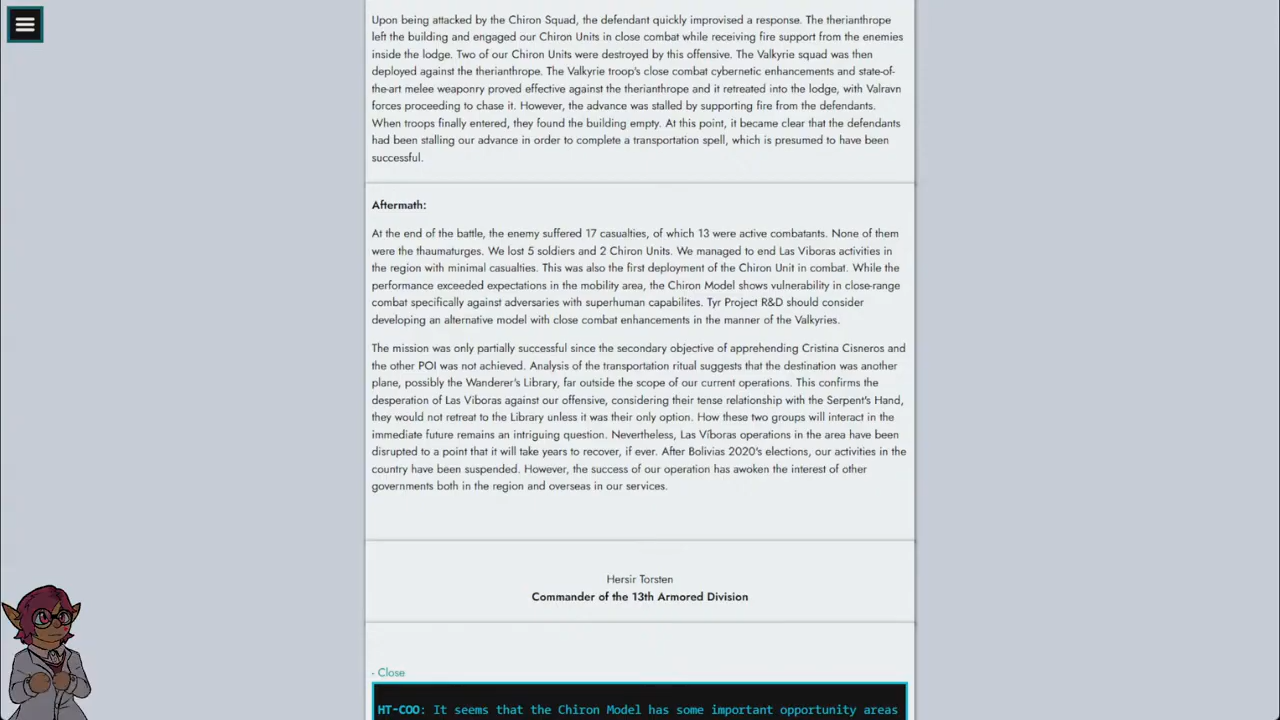 Upon being attacked by the Chiron Squad, the defendant quickly improvised a response. The therianthrope
left the building and engaged our Chiron Units in close combat while receiving fire support from the enemies
inside the lodge. Two of our Chiron Units were destroyed by this offensive. The Valkyrie squad was then
deployed against the therianthrope. The Valkyrie troop's close combat cybernetic enhancements and state-of-
the-art melee weaponry proved effective against the therianthrope and it retreated into the lodge, with Valravn
forces proceeding to chase it. However, the advance was stalled by supporting fire from the defendants.
When troops finally entered, they found the building empty. At this point, it became clear that the defendants
had been stalling our advance in order to complete a transportation spell, which is presumed to have been
successful.
Aftermath:
At the end of the battle, the enemy suffered 17 casualties, of which 13 were active combatants. None of them
were the thaumaturges. We lost 5 soldiers and 2 Chiron Units. We managed to end Las Viboras activities in
the region with minimal casualties. This was also the first deployment of the Chiron Unit in combat. While the
performance exceeded expectations in the mobility area, the Chiron Model shows vulnerability in close-range
combat specifically against adversaries with superhuman capabilites. Tyr Project R&D should consider
developing an alternative model with close combat enhancements in the manner of the Valkyries.
The mission was only partially successful since the secondary objective of apprehending Cristina Cisneros and
the other POI was not achieved. Analysis of the transportation ritual suggests that the destination was another
plane, possibly the Wanderer's Library, far outside the scope of our current operations. This confirms the
desperation of Las Viboras against our offensive, considering their tense relationship with the Serpent's Hand,
they would not retreat to the Library unless it was their only option. How these two groups will interact in the
immediate future remains an intriguing question. Nevertheless, Las Víboras operations in the area have been
disrupted to a point that it will take years to recover, if ever. After Bolivias 2020's elections, our activities in the
country have been suspended. However, the success of our operation has awoken the interest of other
governments both in the region and overseas in our services.
Hersir Torsten
Commander of the 13th Armored Division
- Close
HT-COO: It seems that the Chiron Model has some important opportunity areas